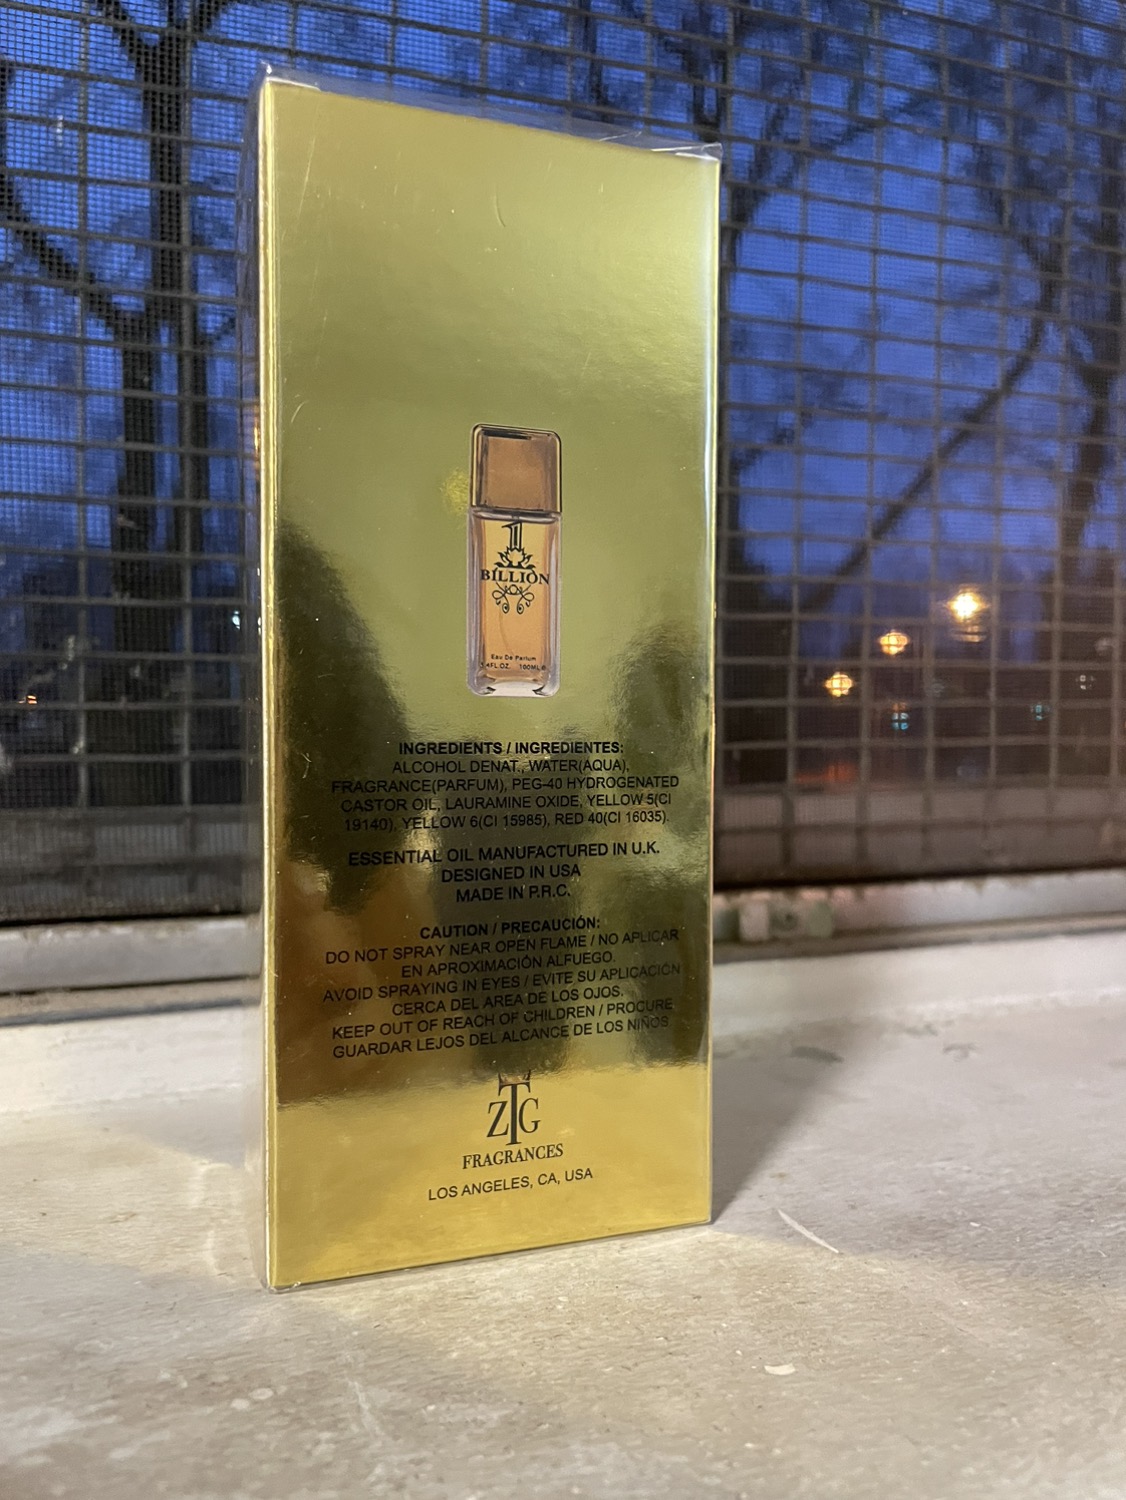 1
BILLION
Eau De Parfum
3.4FL.OZ. 100ML℮
INGREDIENTS / INGREDIENTES:
ALCOHOL DENAT., WATER(AQUA),
FRAGRANCE(PARFUM), PEG-40 HYDROGENATED
CASTOR OIL, LAURAMINE OXIDE, YELLOW 5(CI
19140), YELLOW 6(CI 15985), RED 40(CI 16035).
ESSENTIAL OIL MANUFACTURED IN U.K.
DESIGNED IN USA
MADE IN P.R.C.
CAUTION / PRECAUCIÓN:
DO NOT SPRAY NEAR OPEN FLAME / NO APLICAR
EN APROXIMACIÓN ALFUEGO.
AVOID SPRAYING IN EYES / EVITE SU APLICACIÓN
CERCA DEL AREA DE LOS OJOS.
KEEP OUT OF REACH OF CHILDREN / PROCURE
GUARDAR LEJOS DEL ALCANCE DE LOS NIÑOS
ZTG
FRAGRANCES
LOS ANGELES, CA, USA